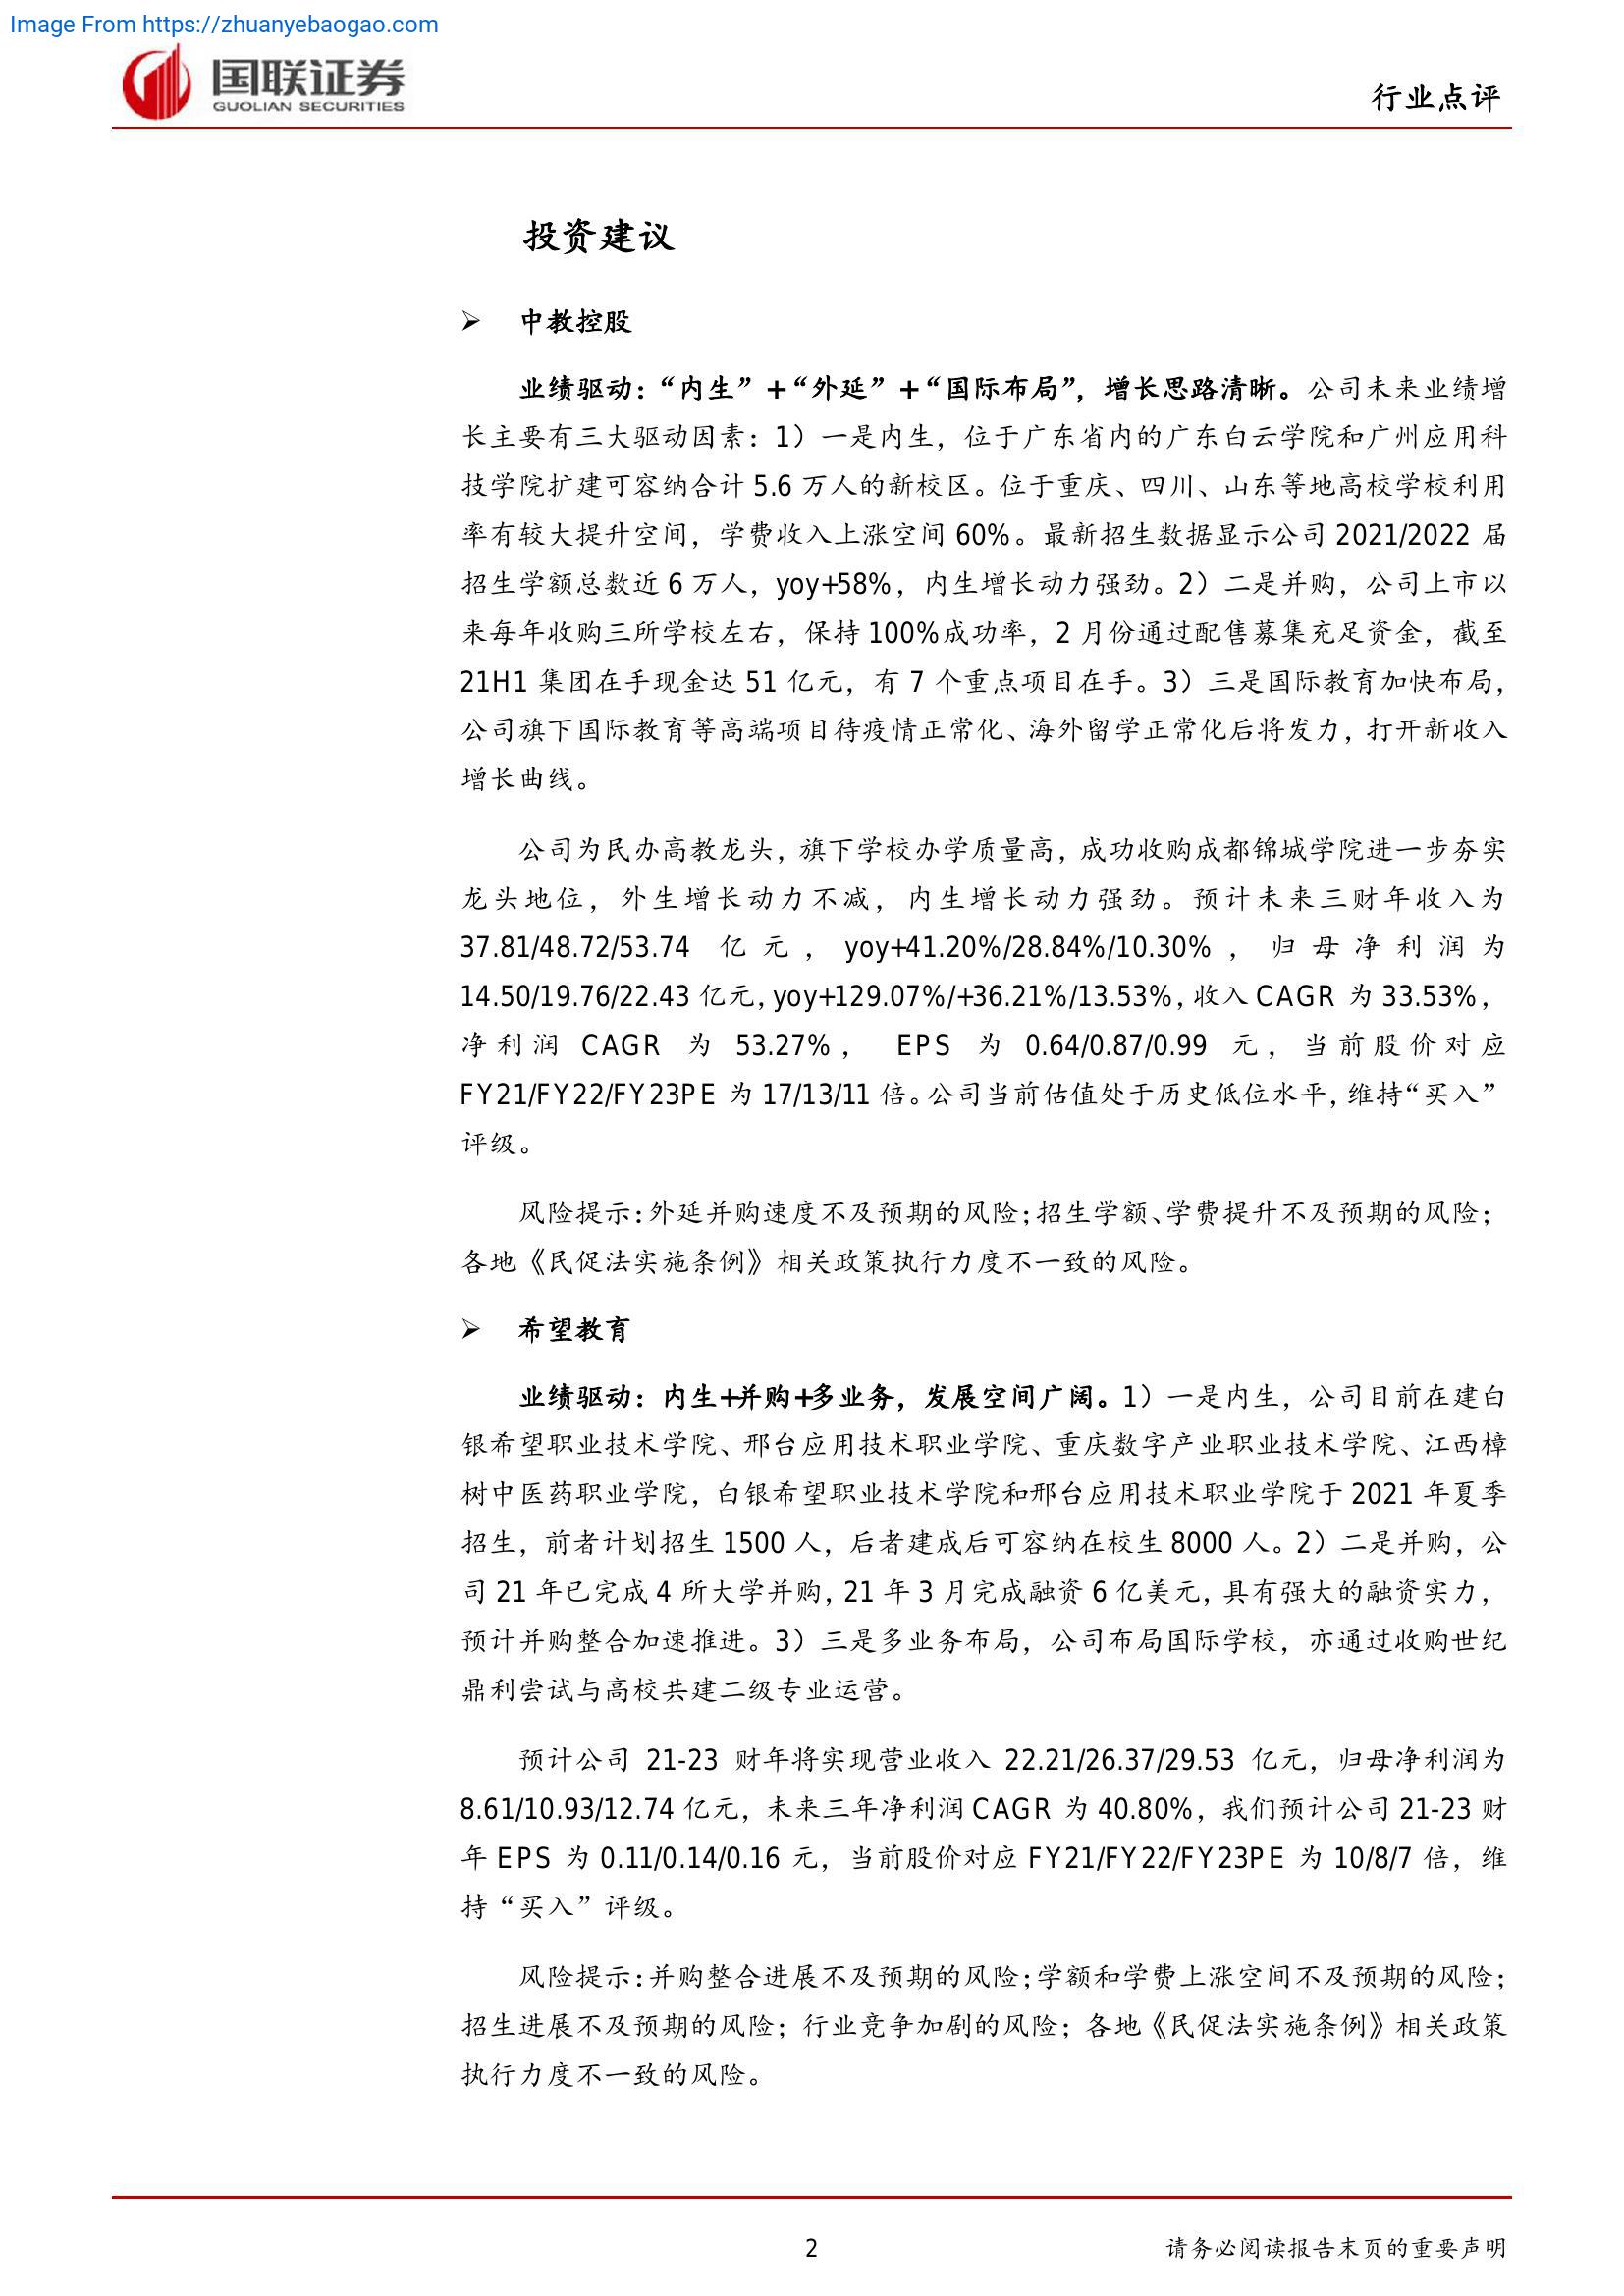 Image From https://zhuanyebaogao.com
国联证券
GUOLIAN SECURITIES
行业点评
投资建议
➢ 中教控股
业绩驱动：“内生”+“外延”+“国际布局”，增长思路清晰。公司未来业绩增
长主要有三大驱动因素：1）一是内生，位于广东省内的广东白云学院和广州应用科
技学院扩建可容纳合计 5.6 万人的新校区。位于重庆、四川、山东等地高校学校利用
率有较大提升空间，学费收入上涨空间 60%。最新招生数据显示公司 2021/2022 届
招生学额总数近 6 万人，yoy+58%，内生增长动力强劲。2）二是并购，公司上市以
来每年收购三所学校左右，保持 100%成功率，2 月份通过配售募集充足资金，截至
21H1 集团在手现金达 51 亿元，有 7 个重点项目在手。3）三是国际教育加快布局，
公司旗下国际教育等高端项目待疫情正常化、海外留学正常化后将发力，打开新收入
增长曲线。
公司为民办高教龙头，旗下学校办学质量高，成功收购成都锦城学院进一步夯实
龙头地位，外生增长动力不减，内生增长动力强劲。预计未来三财年收入为
37.81/48.72/53.74 亿元，yoy+41.20%/28.84%/10.30%，归母净利润为
14.50/19.76/22.43 亿元，yoy+129.07%/+36.21%/13.53%，收入 CAGR 为 33.53%，
净利润 CAGR 为 53.27%， EPS 为 0.64/0.87/0.99 元，当前股价对应
FY21/FY22/FY23PE 为 17/13/11 倍。公司当前估值处于历史低位水平，维持“买入”
评级。
风险提示：外延并购速度不及预期的风险；招生学额、学费提升不及预期的风险；
各地《民促法实施条例》相关政策执行力度不一致的风险。
➢ 希望教育
业绩驱动：内生+并购+多业务，发展空间广阔。1）一是内生，公司目前在建白
银希望职业技术学院、邢台应用技术职业学院、重庆数字产业职业技术学院、江西樟
树中医药职业学院，白银希望职业技术学院和邢台应用技术职业学院于 2021 年夏季
招生，前者计划招生 1500 人，后者建成后可容纳在校生 8000 人。2）二是并购，公
司 21 年已完成 4 所大学并购，21 年 3 月完成融资 6 亿美元，具有强大的融资实力，
预计并购整合加速推进。3）三是多业务布局，公司布局国际学校，亦通过收购世纪
鼎利尝试与高校共建二级专业运营。
预计公司 21-23 财年将实现营业收入 22.21/26.37/29.53 亿元，归母净利润为
8.61/10.93/12.74 亿元，未来三年净利润 CAGR 为 40.80%，我们预计公司 21-23 财
年 EPS 为 0.11/0.14/0.16 元，当前股价对应 FY21/FY22/FY23PE 为 10/8/7 倍，维
持“买入”评级。
风险提示：并购整合进展不及预期的风险；学额和学费上涨空间不及预期的风险；
招生进展不及预期的风险；行业竞争加剧的风险；各地《民促法实施条例》相关政策
执行力度不一致的风险。
2
请务必阅读报告末页的重要声明